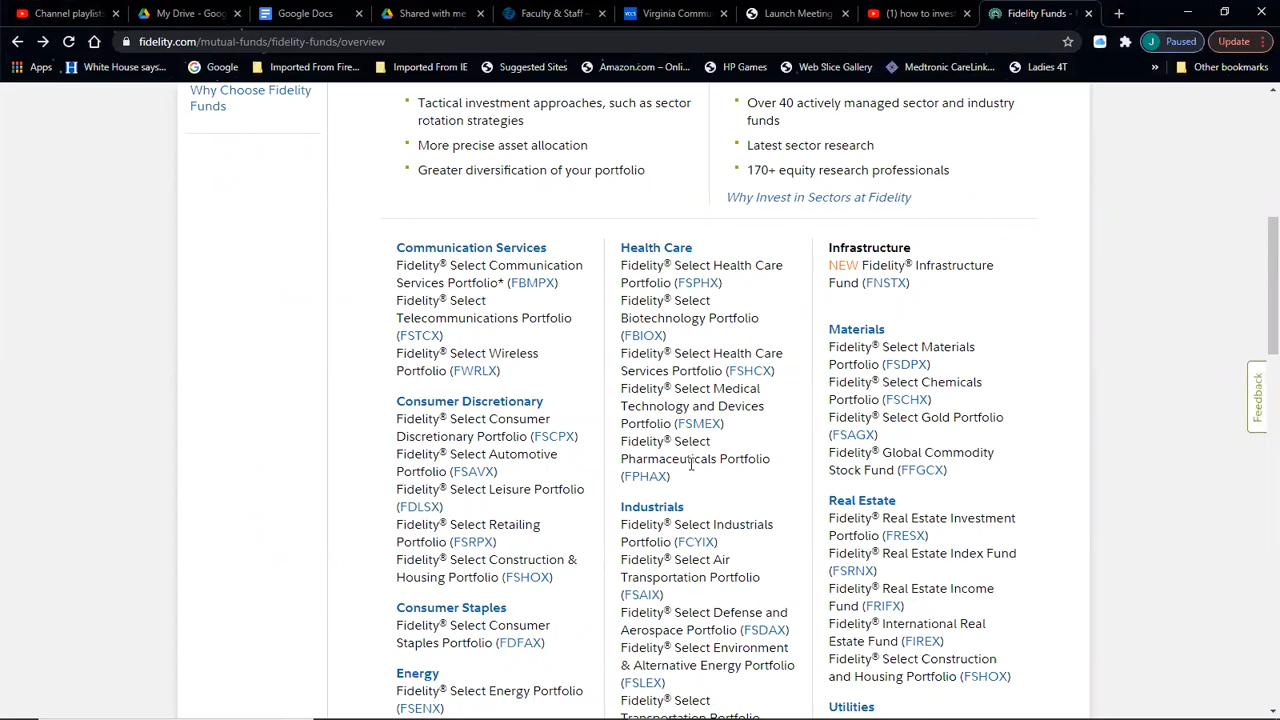 Channel playlists
My Drive - Goog
Google Docs
Shared with me
Faculty & Staff -
VCCS
Virginia Commu
Launch Meeting
(1) how to inves
Fidelity Funds -
fidelity.com/mutual-funds/fidelity-funds/overview
J Paused
Update
Apps
White House says...
Google
Imported From Fire...
Imported From IE
Suggested Sites
Amazon.com – Onli...
HP Games
Web Slice Gallery
Medtronic CareLink...
Ladies 4T
»
Other bookmarks
Why Choose Fidelity
Funds
Tactical investment approaches, such as sector
rotation strategies
More precise asset allocation
Greater diversification of your portfolio
Over 40 actively managed sector and industry
funds
Latest sector research
170+ equity research professionals
Why Invest in Sectors at Fidelity
Communication Services
Fidelity® Select Communication
Services Portfolio* (FBMPX)
Fidelity® Select
Telecommunications Portfolio
(FSTCX)
Fidelity® Select Wireless
Portfolio (FWRLX)
Consumer Discretionary
Fidelity® Select Consumer
Discretionary Portfolio (FSCPX)
Fidelity® Select Automotive
Portfolio (FSAVX)
Fidelity® Select Leisure Portfolio
(FDLSX)
Fidelity® Select Retailing
Portfolio (FSRPX)
Fidelity® Select Construction &
Housing Portfolio (FSHOX)
Consumer Staples
Fidelity® Select Consumer
Staples Portfolio (FDFAX)
Energy
Fidelity® Select Energy Portfolio
(FSENX)
Health Care
Fidelity® Select Health Care
Portfolio (FSPHX)
Fidelity® Select
Biotechnology Portfolio
(FBIOX)
Fidelity® Select Health Care
Services Portfolio (FSHCX)
Fidelity® Select Medical
Technology and Devices
Portfolio (FSMEX)
Fidelity® Select
Pharmaceuticals Portfolio
(FPHAX)
Industrials
Fidelity® Select Industrials
Portfolio (FCYIX)
Fidelity® Select Air
Transportation Portfolio
(FSAIX)
Fidelity® Select Defense and
Aerospace Portfolio (FSDAX)
Fidelity® Select Environment
& Alternative Energy Portfolio
(FSLEX)
Fidelity® Select
Transportation Portfolio
Infrastructure
NEW Fidelity® Infrastructure
Fund (FNSTX)
Materials
Fidelity® Select Materials
Portfolio (FSDPX)
Fidelity® Select Chemicals
Portfolio (FSCHX)
Fidelity® Select Gold Portfolio
(FSAGX)
Fidelity® Global Commodity
Stock Fund (FFGCX)
Real Estate
Fidelity® Real Estate Investment
Portfolio (FRESX)
Fidelity® Real Estate Index Fund
(FSRNX)
Fidelity® Real Estate Income
Fund (FRIFX)
Fidelity® International Real
Estate Fund (FIREX)
Fidelity® Select Construction
and Housing Portfolio (FSHOX)
Utilities
Feedback